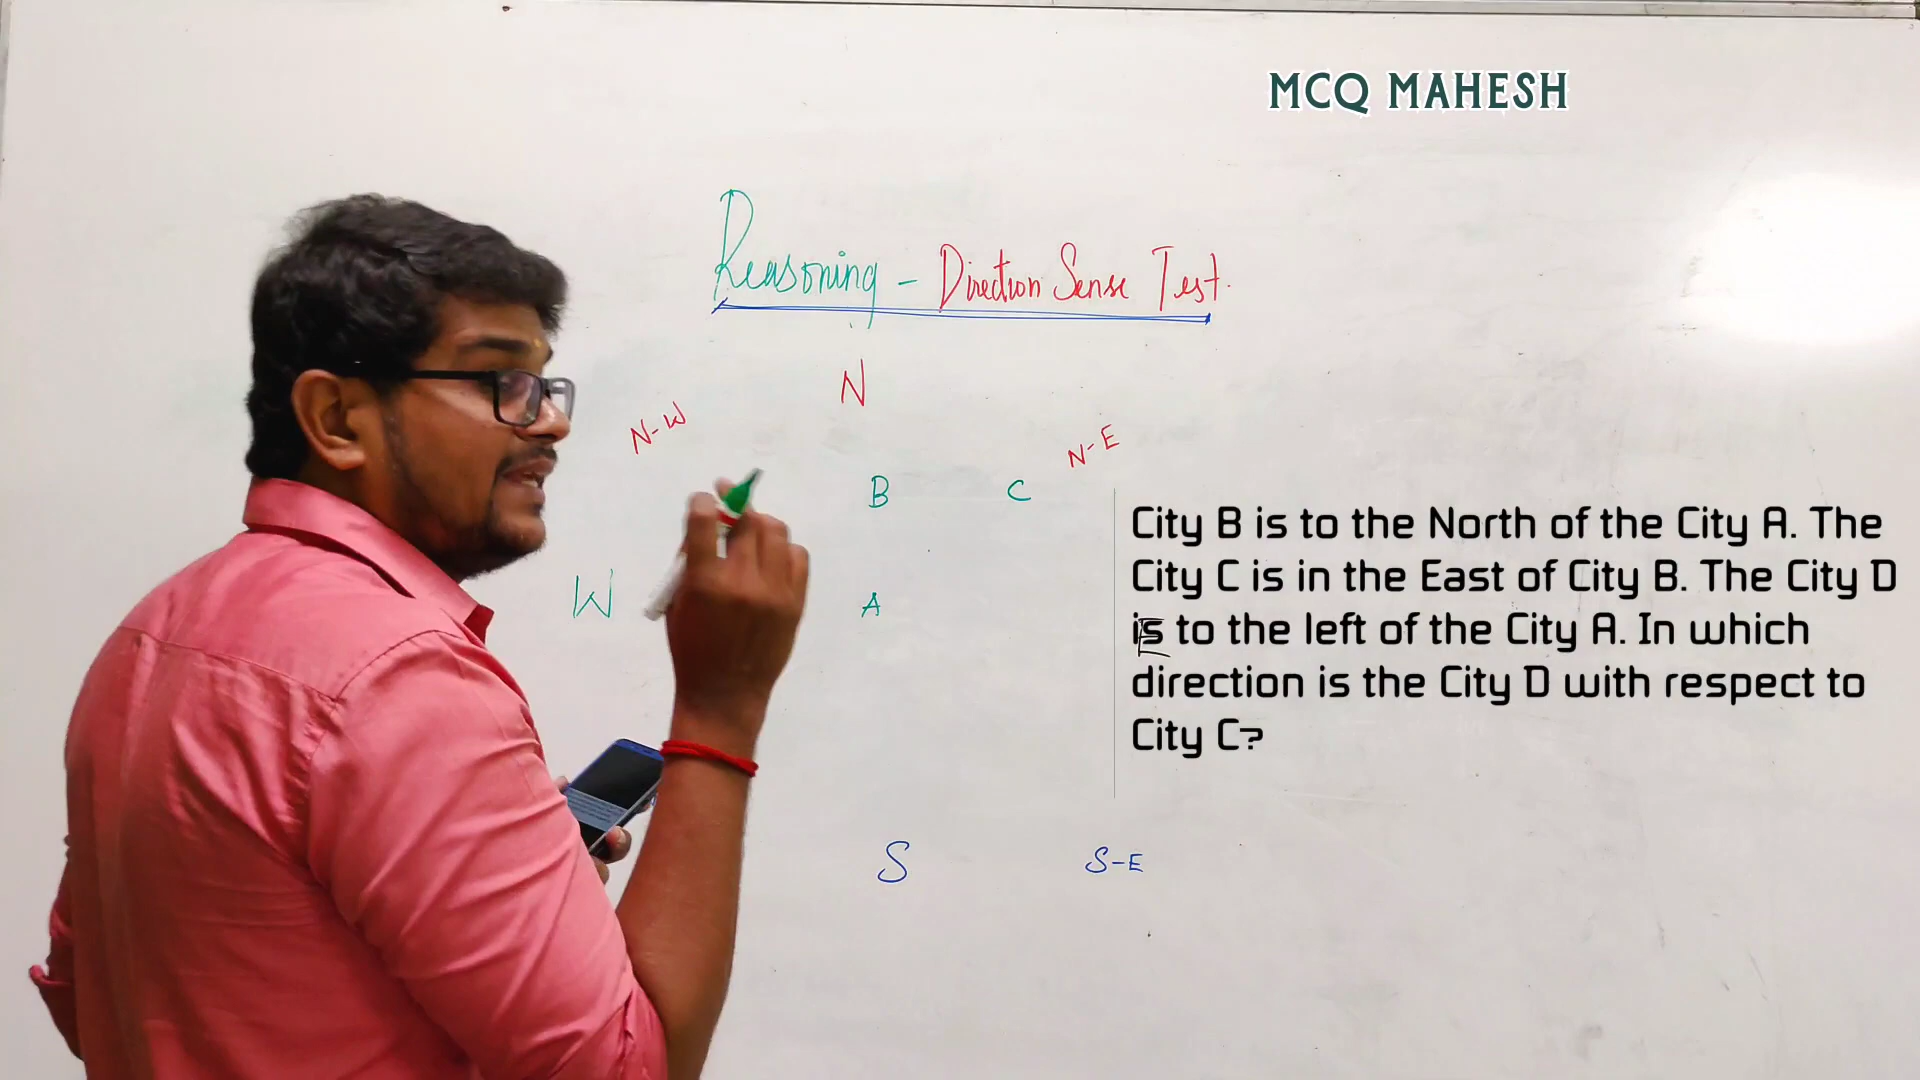 MCQ MAHESH
Reasoning - Direction Sense Test.
N
N-W
N-E
B C
City B is to the North of the City A. The
City C is in the East of City B. The City D
is to the left of the City A. In which
direction is the City D with respect to
City C?
W A
E
S S-E